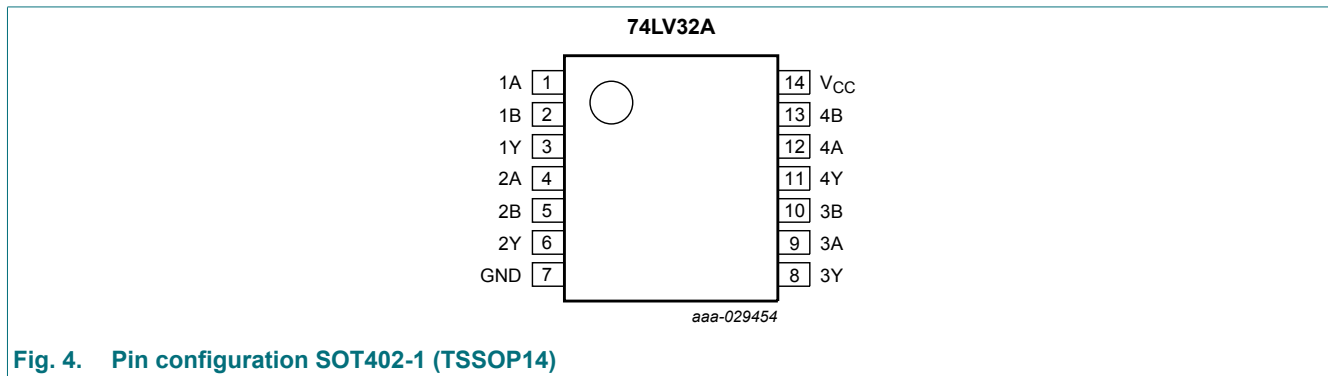 74LV32A
1A 1 14 VCC
1B 2 13 4B
1Y 3 12 4A
2A 4 11 4Y
2B 5 10 3B
2Y 6 9 3A
GND 7 8 3Y
aaa-029454
Fig. 4. Pin configuration SOT402-1 (TSSOP14)